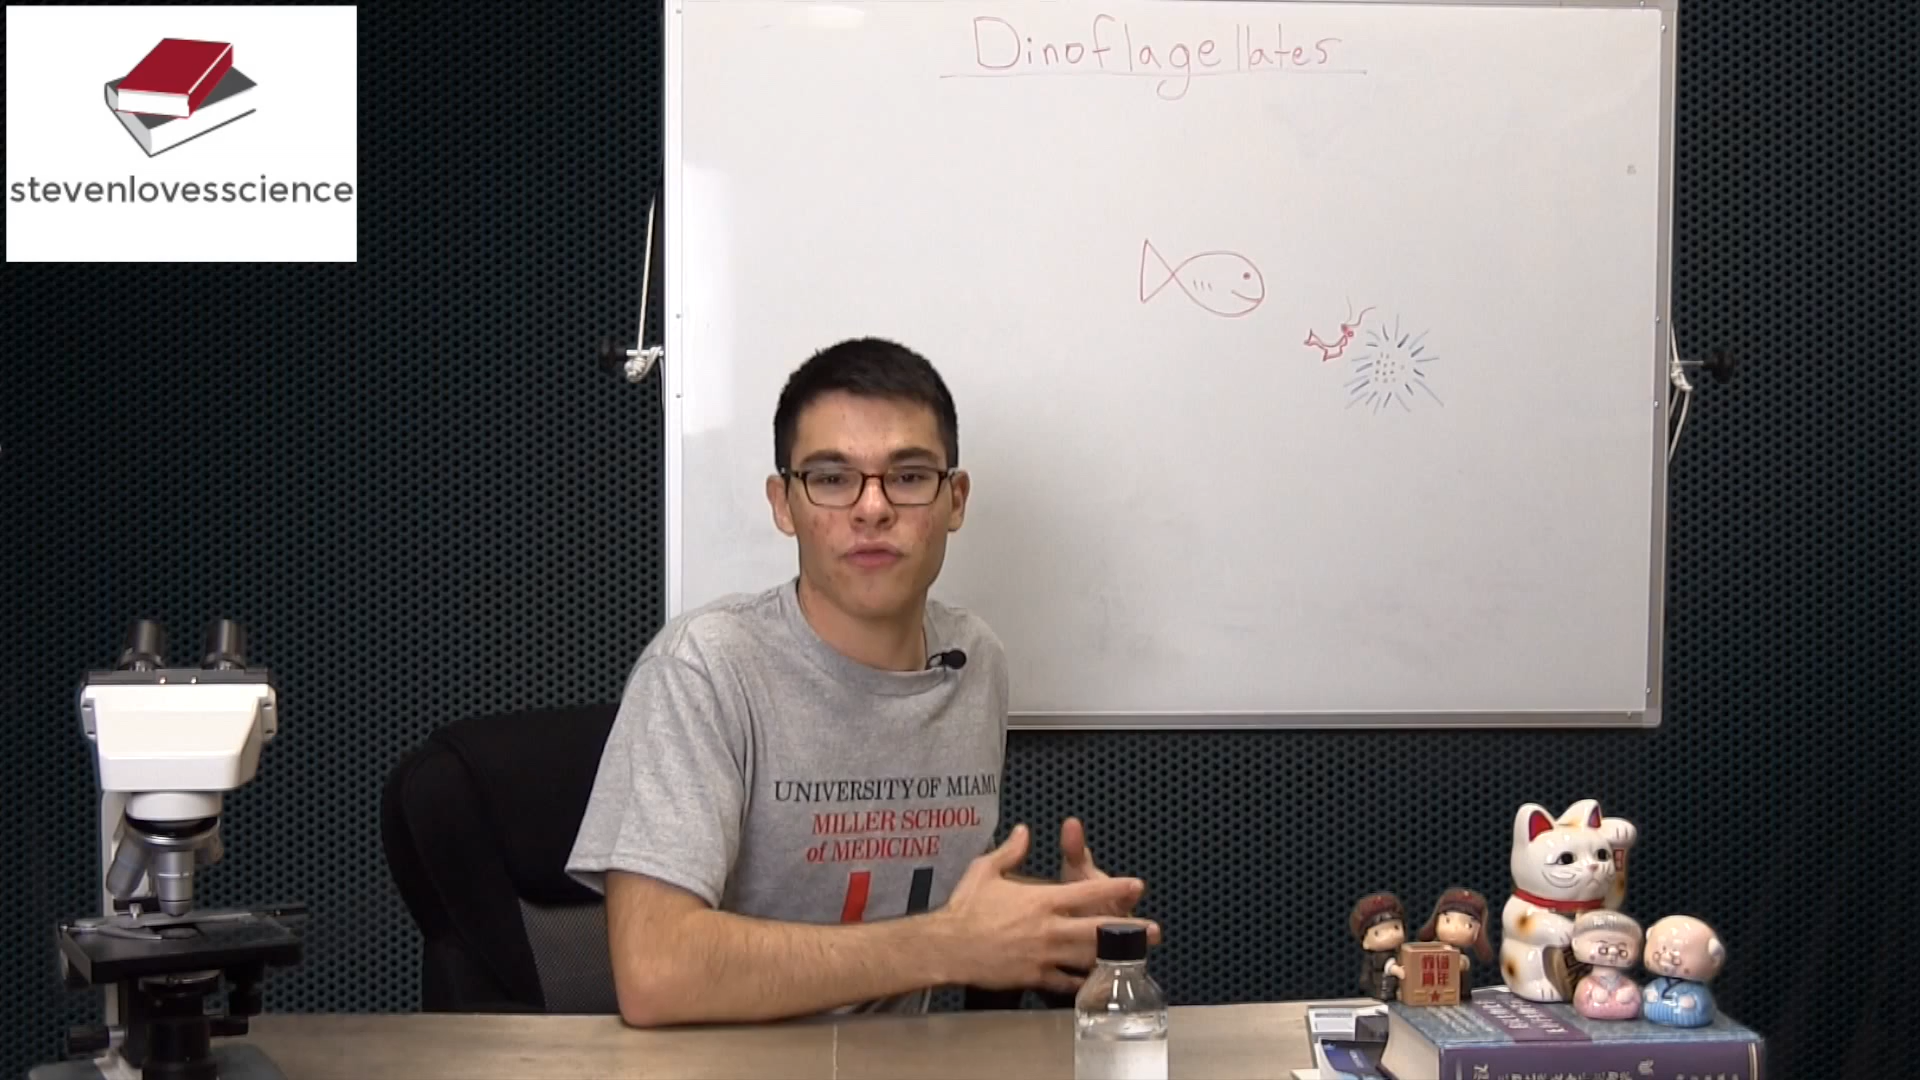 stevenlovesscience
Dinoflagellates
UNIVERSITY OF MIAMI
MILLER SCHOOL
of MEDICINE